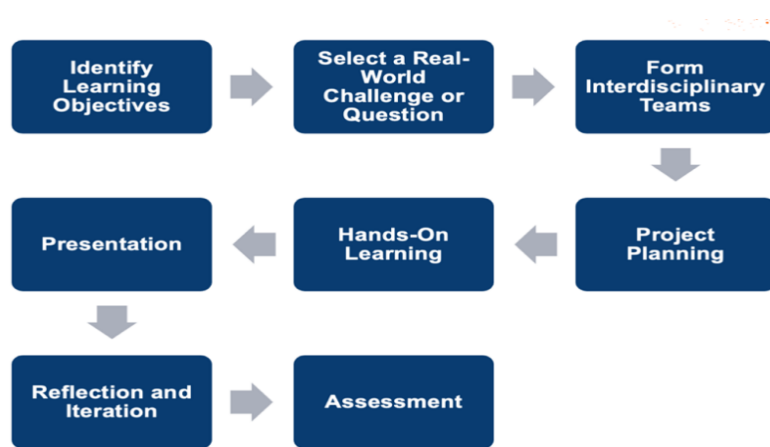 Identify
Learning
Objectives
Select a Real-
World
Challenge or
Question
Form
Interdisciplinary
Teams
Project
Planning
Hands-On
Learning
Presentation
Reflection and
Iteration
Assessment